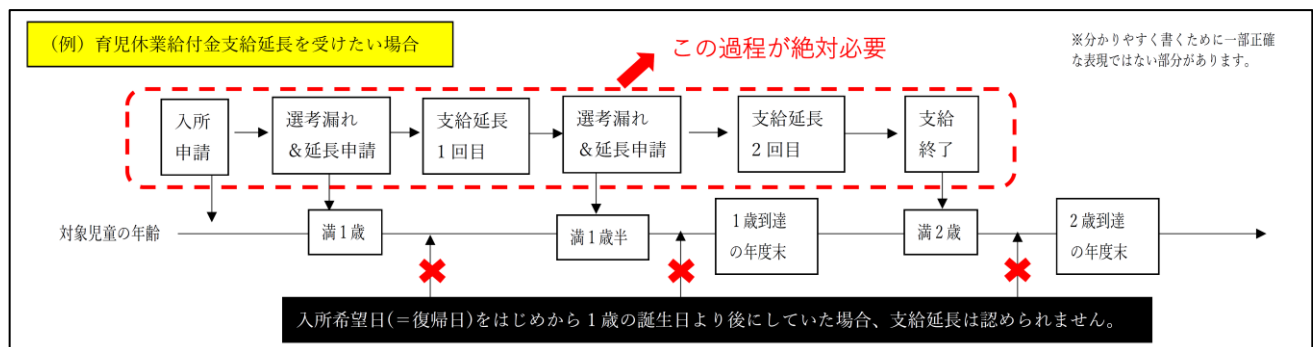 （例）育児休業給付金支給延長を受けたい場合
この過程が絶対必要
※分かりやすく書くために一部正確
な表現ではない部分があります。
入所
申請
選考漏れ
＆延長申請
支給延長
1回目
選考漏れ
＆延長申請
支給延長
2回目
支給
終了
対象児童の年齢
満1歳
満1歳半
1歳到達
の年度末
満2歳
2歳到達
の年度末
入所希望日(＝復帰日)をはじめから1歳の誕生日より後にしていた場合、支給延長は認められません。